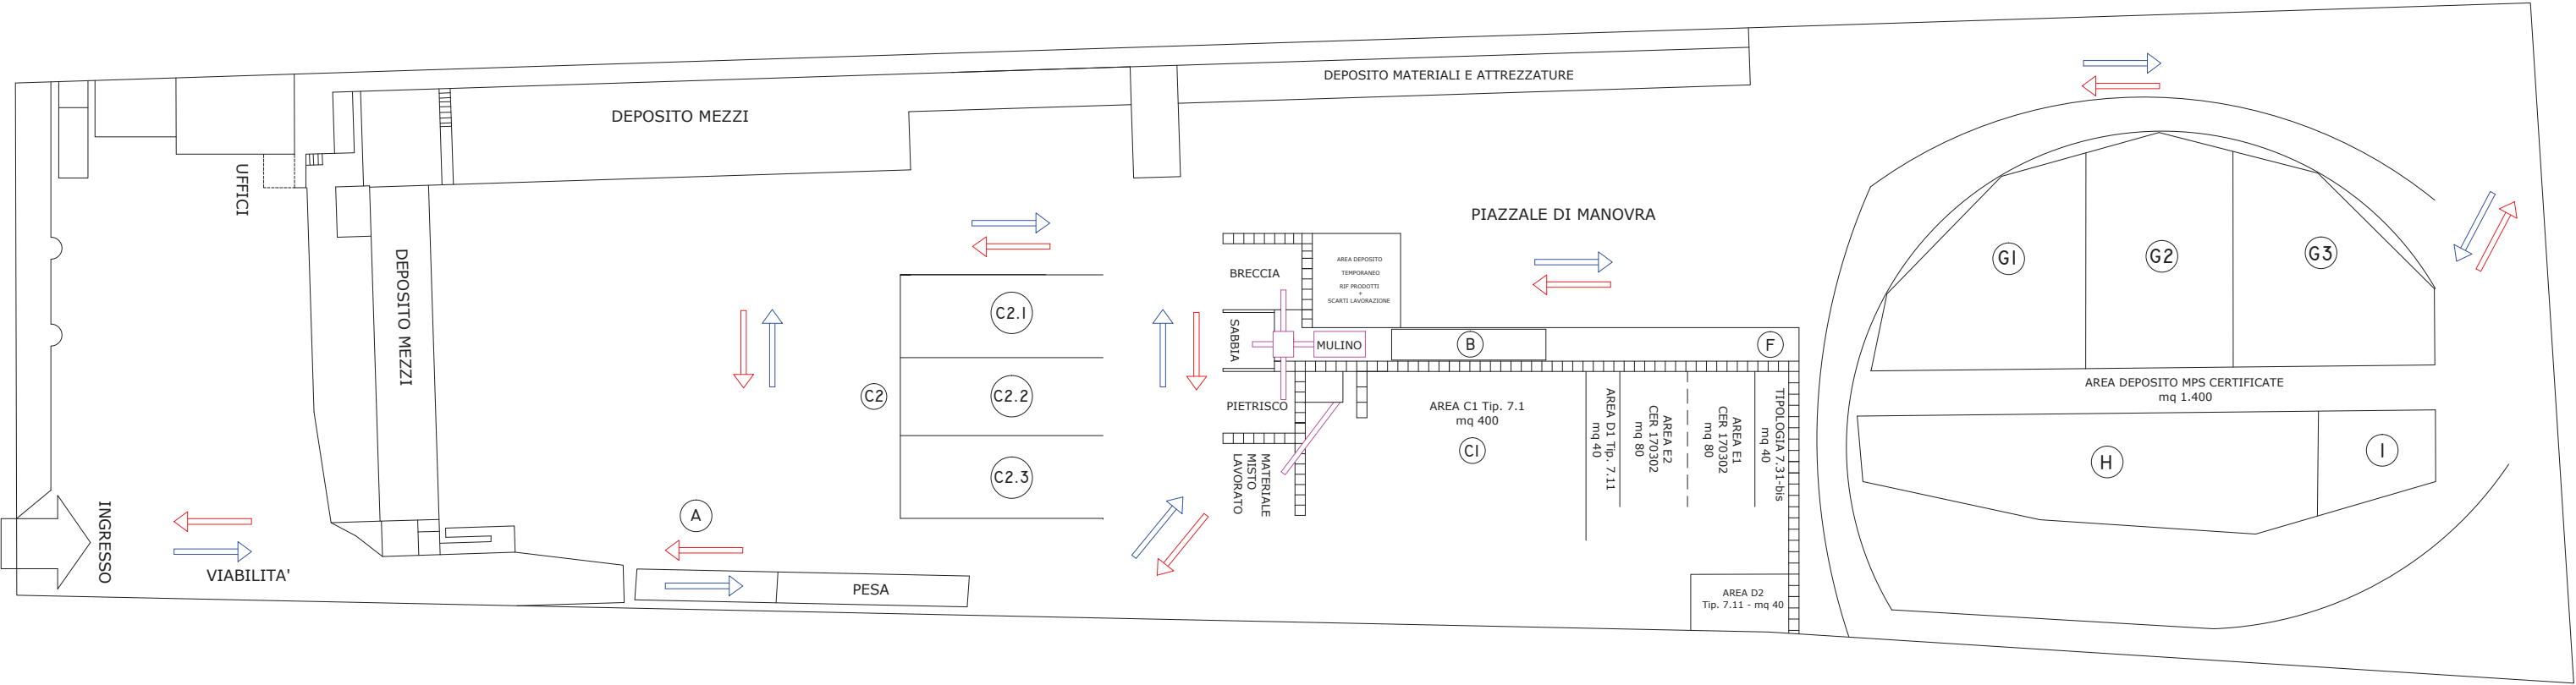 DEPOSITO MATERIALI E ATTREZZATURE
DEPOSITO MEZZI
UFFICI
DEPOSITO MEZZI
INGRESSO
VIABILITA'
A
PESA
C2
C2.1
C2.2
C2.3
PIAZZALE DI MANOVRA
BRECCIA
SABBIA
PIETRISCO
MATERIALE
MISTO
LAVORATO
AREA DEPOSITO
TEMPORANEO
RIF PRODOTTI
+
SCARTI LAVORAZIONE
MULINO
B
F
AREA C1 Tip. 7.1
mq 400
C1
AREA D1 Tip. 7.11
mq 40
AREA E2
CER 170302
mq 80
AREA E1
CER 170302
mq 80
TIPOLOGIA 7.31-bis
mq 40
AREA D2
Tip. 7.11 - mq 40
G1
G2
G3
AREA DEPOSITO MPS CERTIFICATE
mq 1.400
H
I